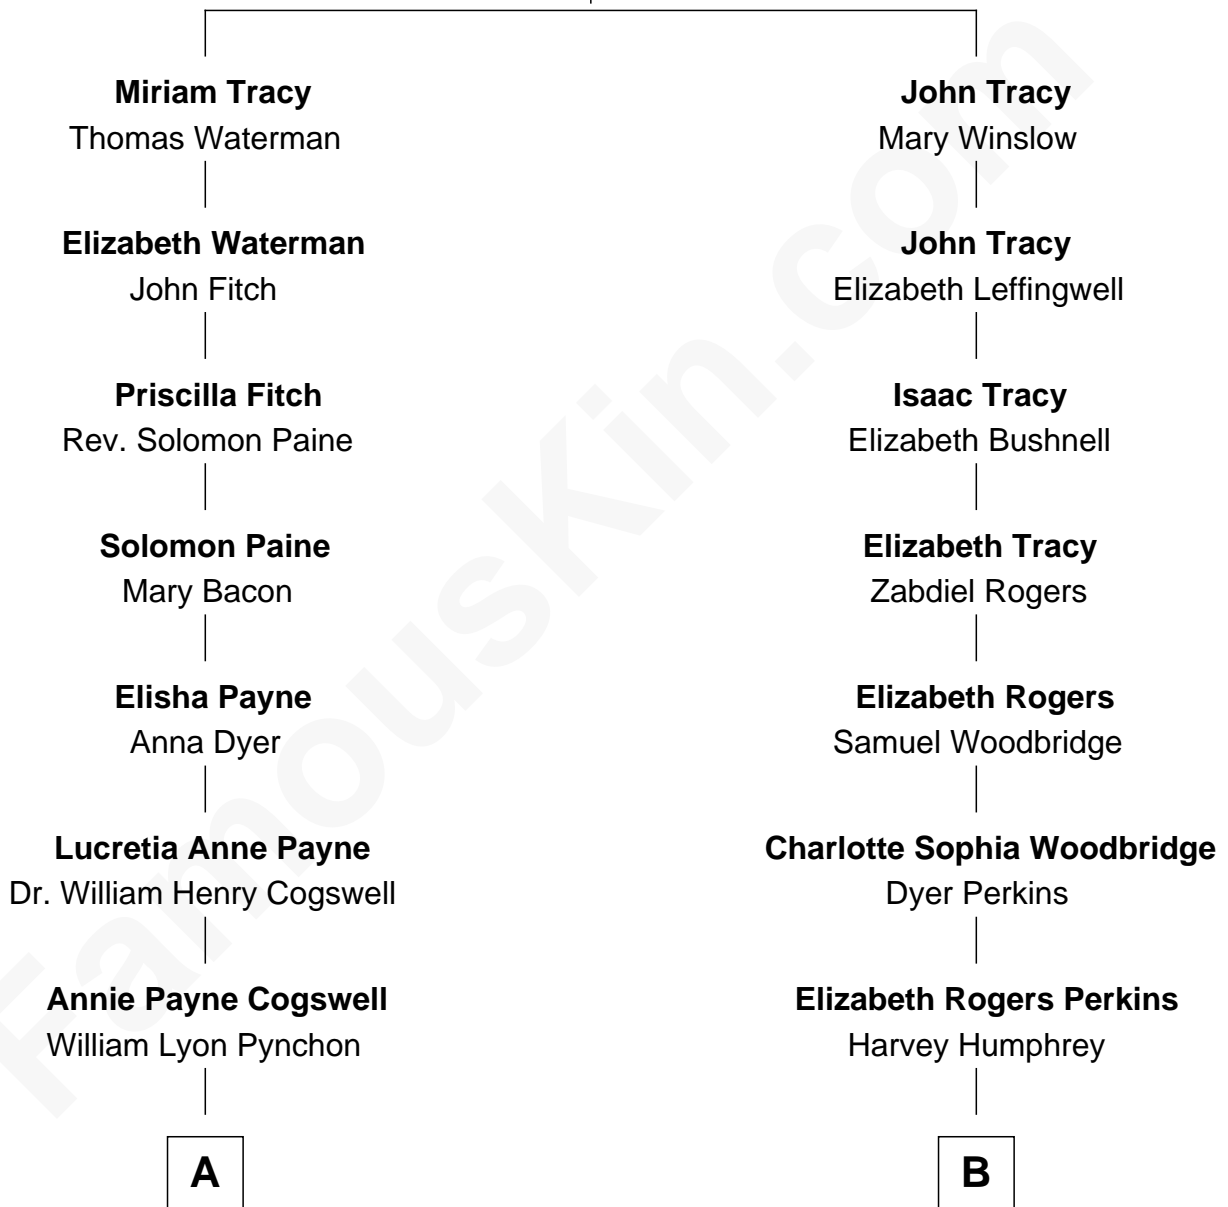 Miriam Tracy
Thomas Waterman
Elizabeth Waterman
John Fitch
Priscilla Fitch
Rev. Solomon Paine
Solomon Paine
Mary Bacon
Elisha Payne
Anna Dyer
Lucretia Anne Payne
Dr. William Henry Cogswell
Annie Payne Cogswell
William Lyon Pynchon
A
John Tracy
Mary Winslow
John Tracy
Elizabeth Leffingwell
Isaac Tracy
Elizabeth Bushnell
Elizabeth Tracy
Zabdiel Rogers
Elizabeth Rogers
Samuel Woodbridge
Charlotte Sophia Woodbridge
Dyer Perkins
Elizabeth Rogers Perkins
Harvey Humphrey
B
FamousKin.com